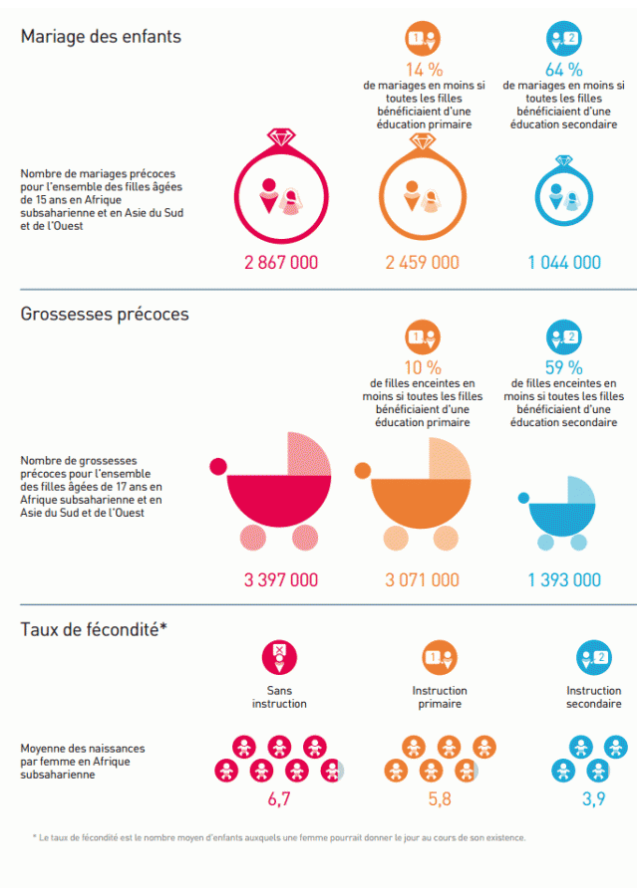 Mariage des enfants
1
2
14 %
de mariages en moins si
toutes les filles
bénéficiaient d'une
éducation primaire
64 %
de mariages en moins si
toutes les filles
bénéficiaient d'une
éducation secondaire
Nombre de mariages précoces
pour l'ensemble des filles âgées
de 15 ans en Afrique
subsaharienne et en Asie du Sud
et de l'Ouest
2 867 000
2 459 000
1 044 000
Grossesses précoces
1
2
10 %
de filles enceintes en
moins si toutes les filles
bénéficiaient d'une
éducation primaire
59 %
de filles enceintes en
moins si toutes les filles
bénéficiaient d'une
éducation secondaire
Nombre de grossesses
précoces pour l'ensemble
des filles âgées de 17 ans en
Afrique subsaharienne et en
Asie du Sud et de l'Ouest
3 397 000
3 071 000
1 393 000
Taux de fécondité*
1
2
Sans
instruction
Instruction
primaire
Instruction
secondaire
Moyenne des naissances
par femme en Afrique
subsaharienne
6,7
5,8
3,9
* Le taux de fécondité est le nombre moyen d'enfants auxquels une femme pourrait donner le jour au cours de son existence.